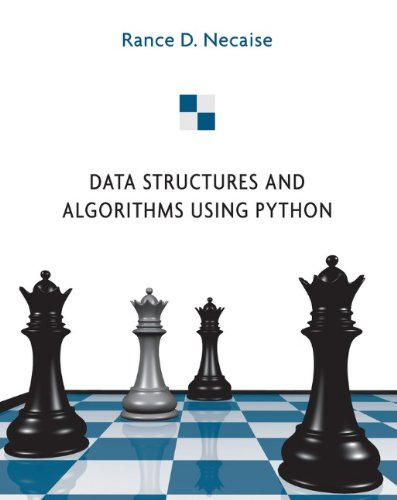 Rance D. Necaise
DATA STRUCTURES AND
ALGORITHMS USING PYTHON